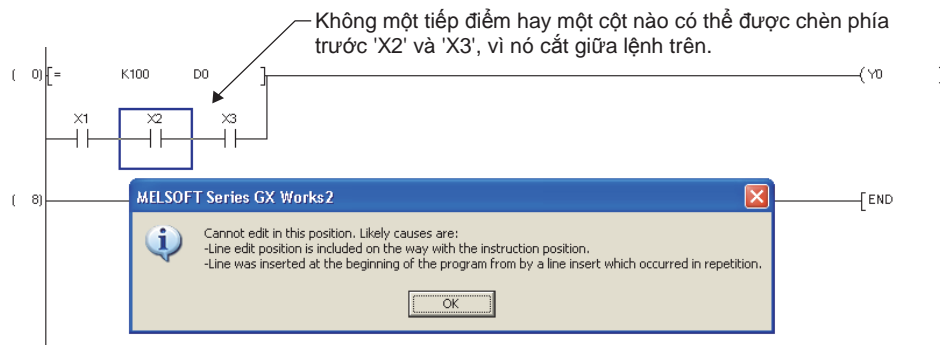 Không một tiếp điểm hay một cột nào có thể được chèn phía
trước 'X2' và 'X3', vì nó cắt giữa lệnh trên.
( 0) [= K100 D0 ] (Y0
X1 X2 X3
( 8) [END
MELSOFT Series GX Works2
Cannot edit in this position. Likely causes are:
-Line edit position is included on the way with the instruction position.
-Line was inserted at the beginning of the program from by a line insert which occurred in repetition.
OK